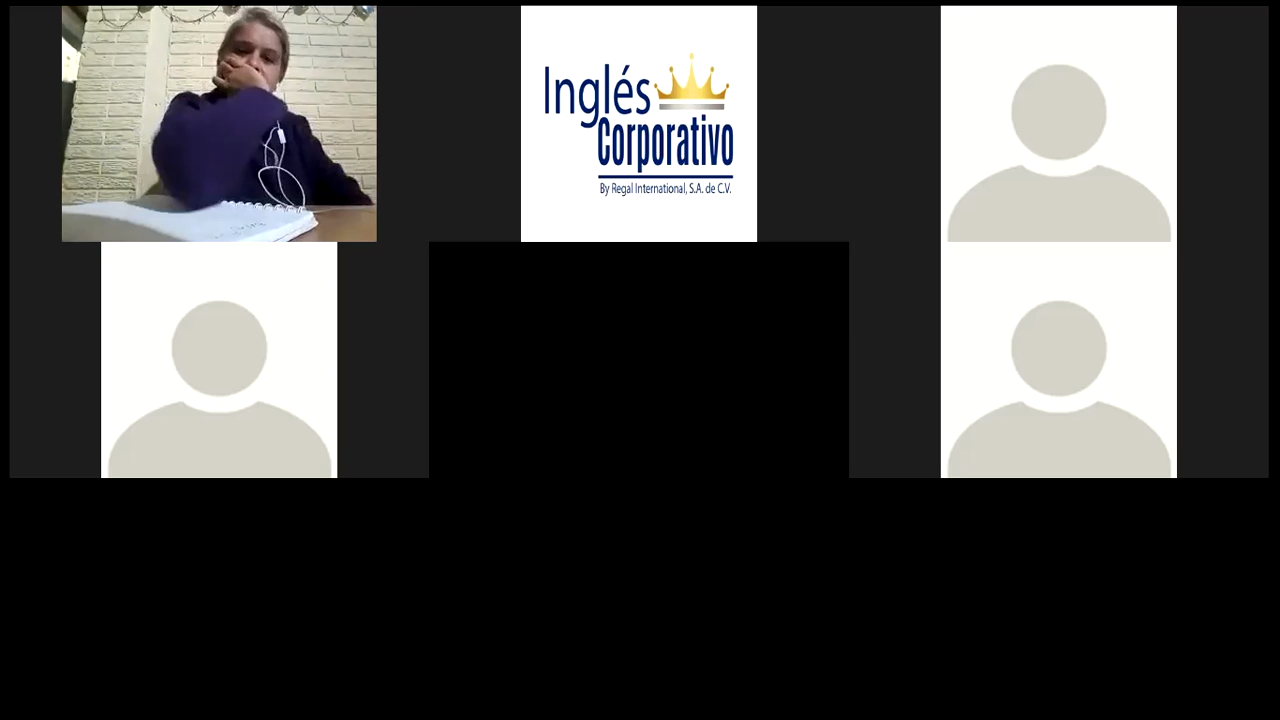 Inglés
Corporativo
By Regal International, S.A. de C.V.